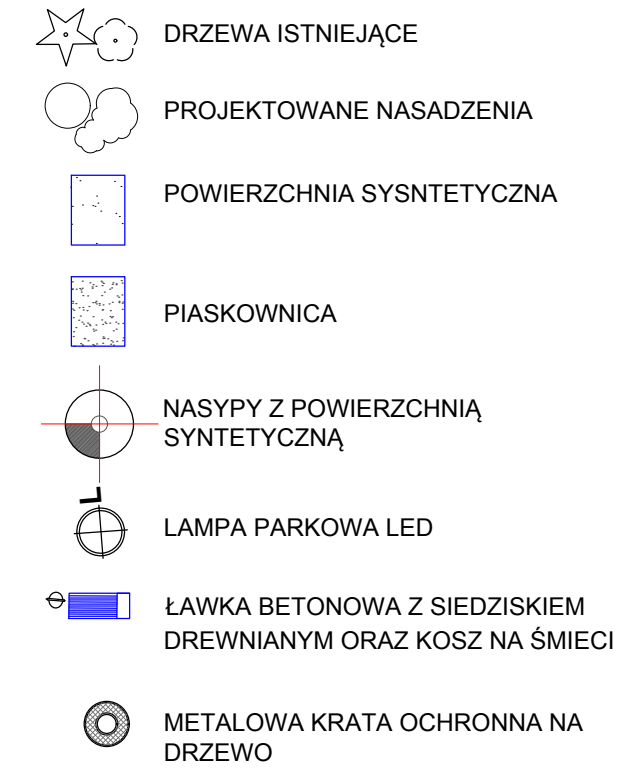 DRZEWA ISTNIEJĄCE
PROJEKTOWANE NASADZENIA
POWIERZCHNIA SYSNTETYCZNA
PIASKOWNICA
NASYPY Z POWIERZCHNIĄ
SYNTETYCZNĄ
L
LAMPA PARKOWA LED
ŁAWKA BETONOWA Z SIEDZISKIEM
DREWNIANYM ORAZ KOSZ NA ŚMIECI
METALOWA KRATA OCHRONNA NA
DRZEWO